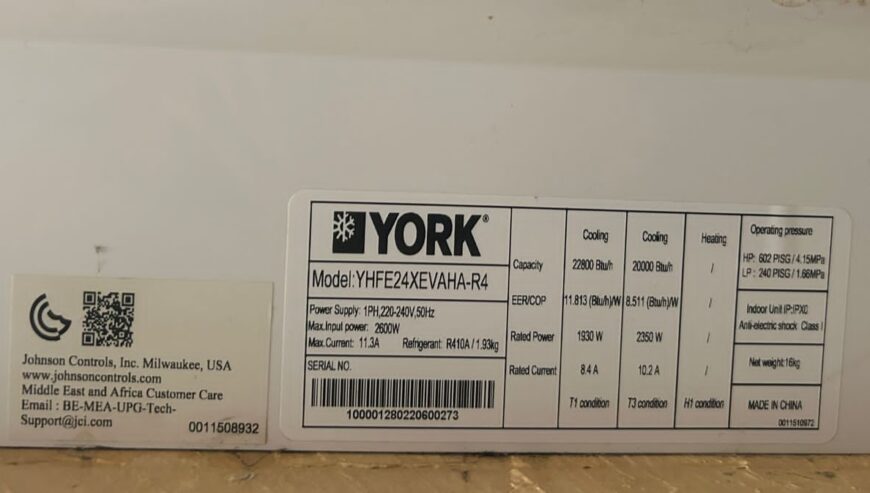 Johnson Controls, Inc. Milwaukee, USA
www.johnsoncontrols.com
Middle East and Africa Customer Care
Email : BE-MEA-UPG-Tech-
Support@jci.com
0011508932
YORK®
Model:YHFE24XEVAHA-R4
Power Supply: 1PH,220-240V,50Hz
Max.Input power: 2600W
Max.Current: 11.3A Refrigerant: R410A / 1.93kg
SERIAL NO.
100001280220600273
Cooling Cooling Heating
Capacity 22800 Btu/h 20000 Btu/h /
EER/COP 11.813 (Btu/h)/W 8.511 (Btu/h)/W /
Rated Power 1930 W 2350 W /
Rated Current 8.4 A 10.2 A /
T1 condition T3 condition H1 condition
Operating pressure
HP: 602 PISG / 4.15MPa
LP : 240 PISG / 1.66MPa
Indoor Unit IP:IPX0
Anti-electric shock Class I
Net weight:16kg
MADE IN CHINA
0011510972